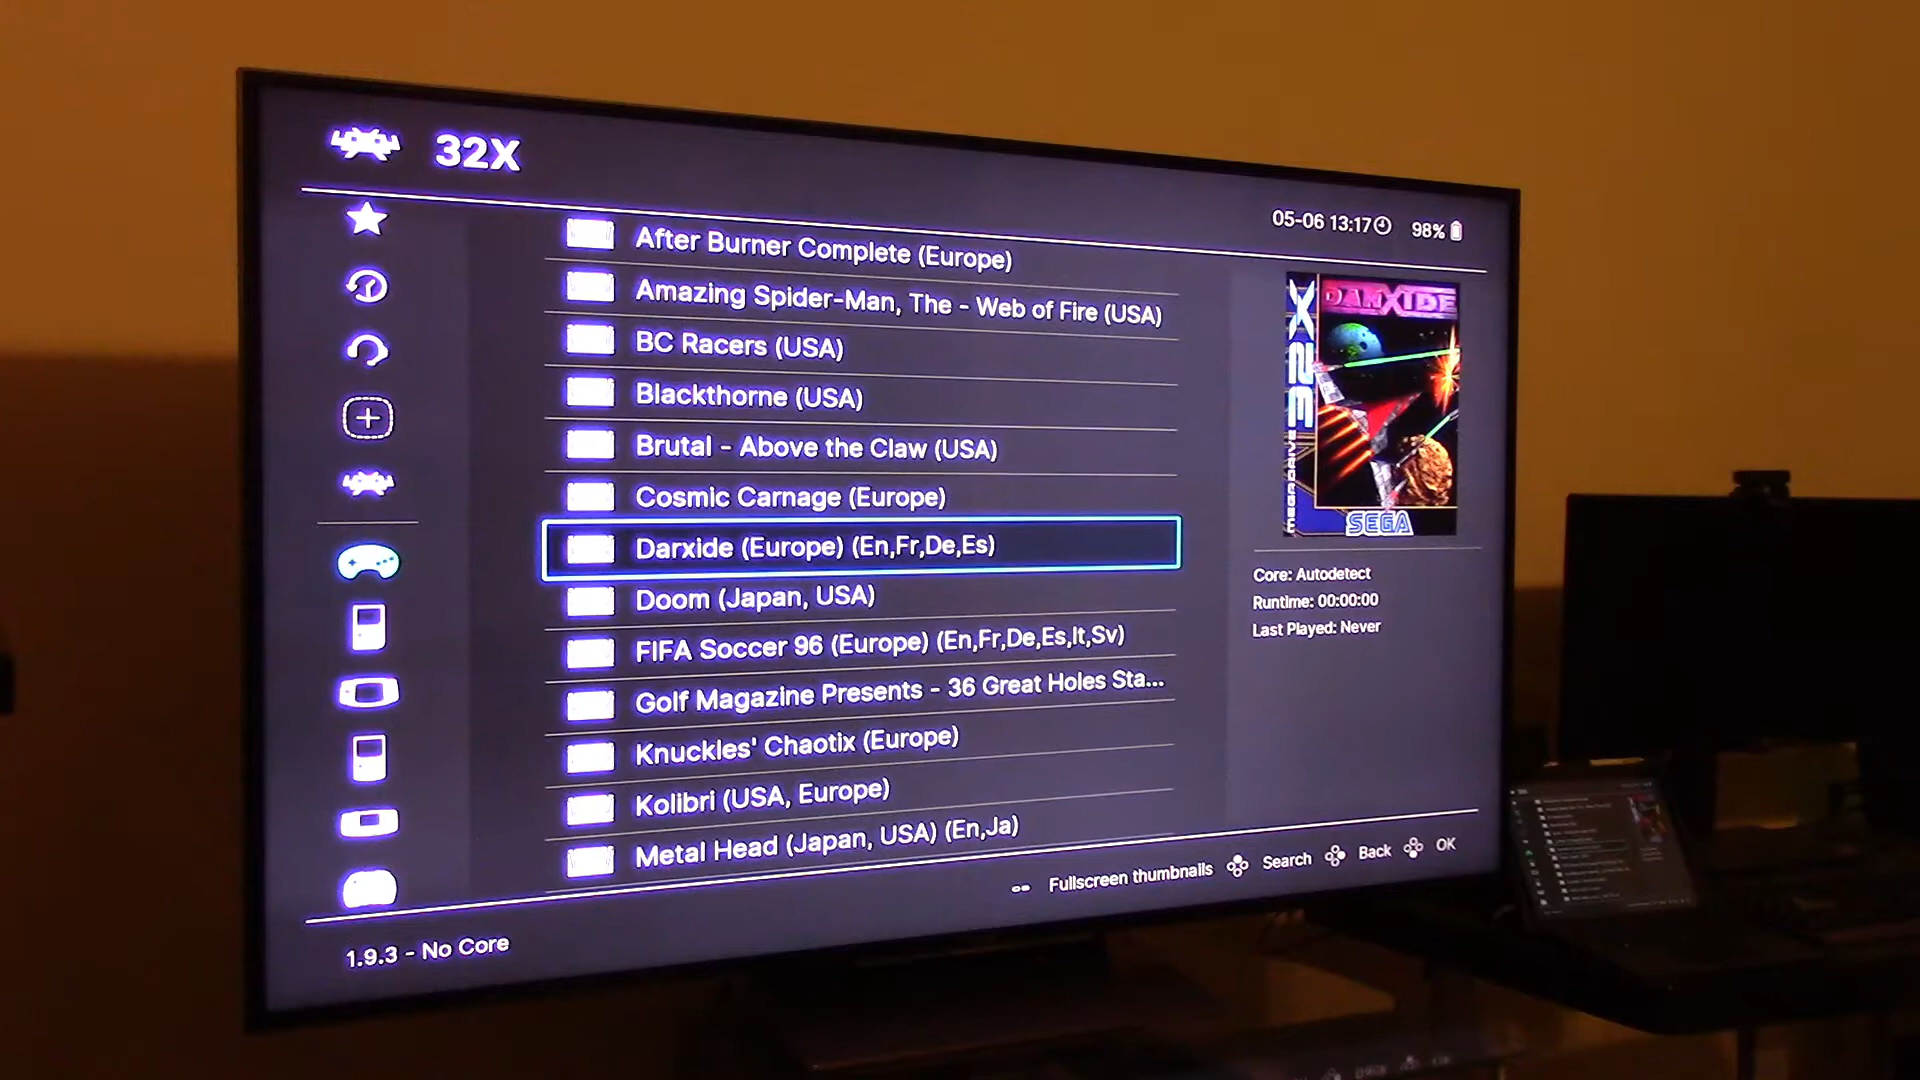 32X
05-06 13:17 98%
After Burner Complete (Europe)
Amazing Spider-Man, The - Web of Fire (USA)
BC Racers (USA)
Blackthorne (USA)
Brutal - Above the Claw (USA)
Cosmic Carnage (Europe)
Darxide (Europe) (En,Fr,De,Es)
Doom (Japan, USA)
FIFA Soccer 96 (Europe) (En,Fr,De,Es,It,Sv)
Golf Magazine Presents - 36 Great Holes Sta...
Knuckles' Chaotix (Europe)
Kolibri (USA, Europe)
Metal Head (Japan, USA) (En,Ja)
DARXIDE
MEGADRIVE 32X
SEGA
Core: Autodetect
Runtime: 00:00:00
Last Played: Never
Fullscreen thumbnails Search Back OK
1.9.3 - No Core